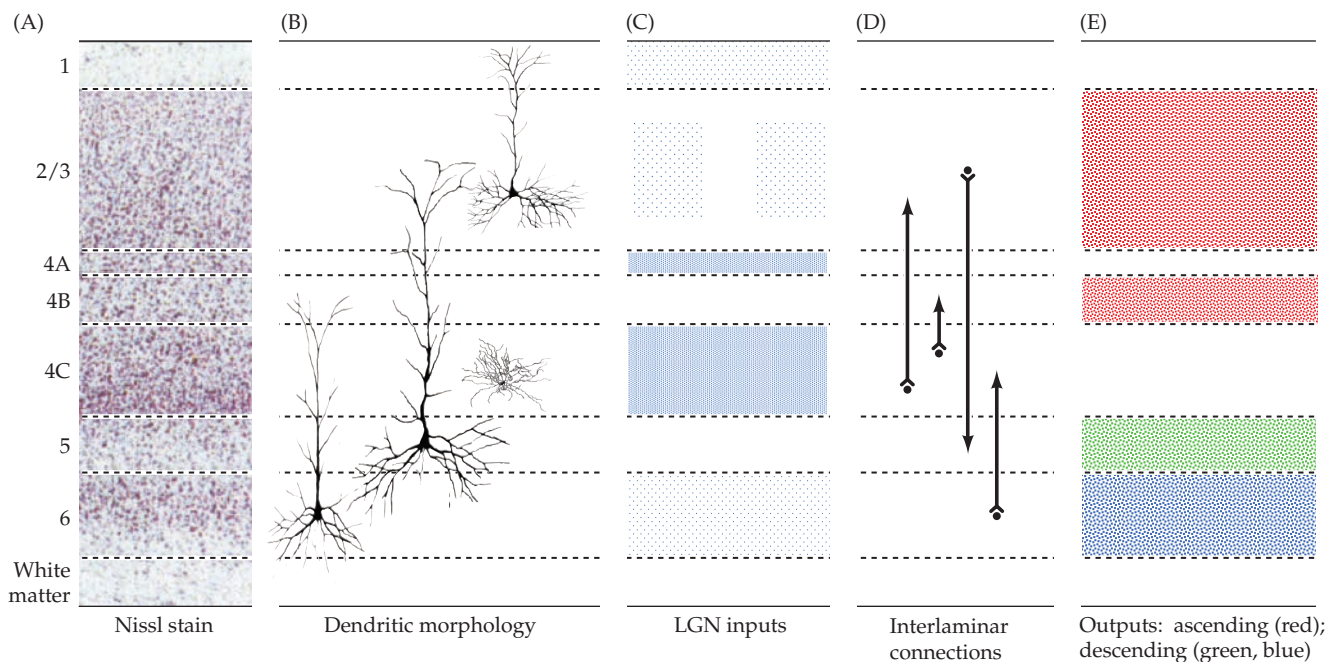 (A)
(B)
(C)
(D)
(E)
1
2/3
4A
4B
4C
5
6
White
matter
Nissl stain
Dendritic morphology
LGN inputs
Interlaminar
connections
Outputs: ascending (red);
descending (green, blue)